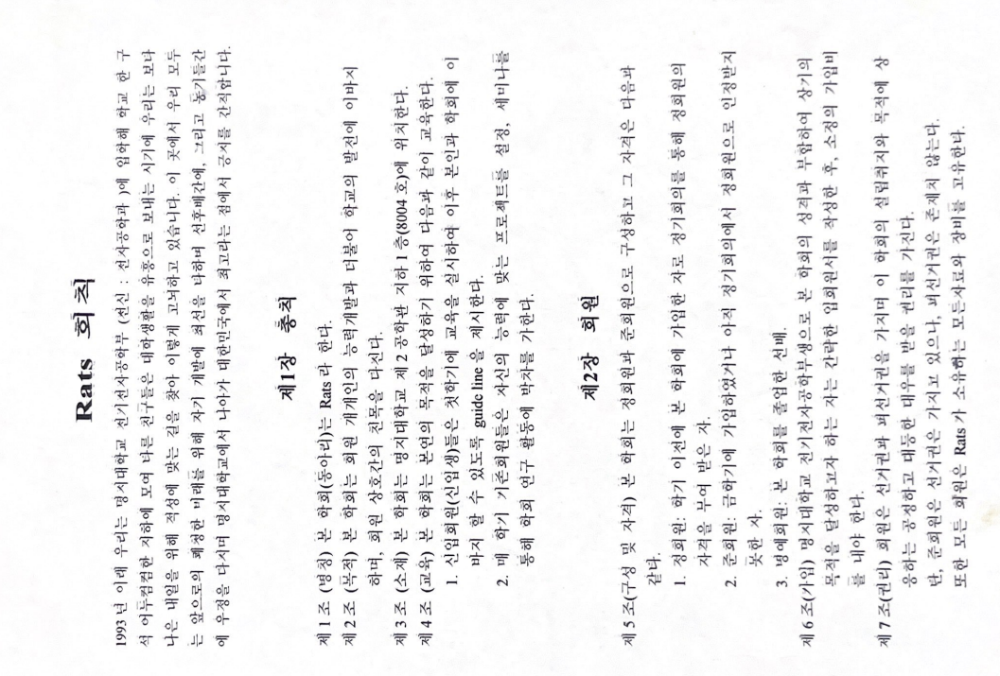 Rats 회칙
1993년 이래 우리는 명지대학교 전기전자공학부 (전신 : 전자공학과 )에 입학해 학교 한 구
석 어두컴컴한 지하에 모여 다른 친구들은 대학생활을 유흥으로 보내는 시기에 우리는 보다
나은 내일을 위해 적성에 맞는 길을 찾아 이렇게 고뇌하고 있습니다. 이 곳에서 우리 모두
는 앞으로의 쾌청한 미래를 위해 자기 개발에 최선을 다하며 선후배간에, 그리고 동기들간
에 우정을 다지며 명지대학교에서 나아가 대한민국에서 최고라는 점에서 긍지를 간직합니다.
제1장 총칙
제 1 조 (명칭) 본 학회(동아리)는 Rats 라 한다.
제 2 조 (목적) 본 학회는 회원 개개인의 능력개발과 더불어 학교의 발전에 이바지
하며, 회원 상호간의 친목을 다진다.
제 3 조 (소재) 본 학회는 명지대학교 제 2 공학관 지하 1 층(8004 호)에 위치한다.
제 4 조 (교육) 본 학회는 본연의 목적을 달성하기 위하여 다음과 같이 교육한다.
1. 신입회원(신입생)들은 첫학기에 교육을 실시하여 이후 본인과 학회에 이
바지 할 수 있도록 guide line 을 제시한다.
2. 매 학기 기존회원들은 자신의 능력에 맞는 프로젝트를 설정, 세미나를
통해 학회 연구 활동에 박차를 가한다.
제2장 회원
제 5 조(구성 및 자격) 본 학회는 정회원과 준회원으로 구성하고 그 자격은 다음과
같다.
1. 정회원: 학기 이전에 본 학회에 가입한 자로 정기회의를 통해 정회원의
자격을 부여 받은 자.
2. 준회원: 금학기에 가입하였거나 아직 정기회의에서 정회원으로 인정받지
못한 자.
3. 명예회원: 본 학회를 졸업한 선배.
제 6 조(가입) 명지대학교 전기전자공학부생으로 본 학회의 성격과 부합하여 상기의
목적을 달성하고자 하는 자는 간략한 입회원서를 작성한 후, 소정의 가입비
를 내야 한다.
제 7 조(권리) 회원은 선거권과 피선거권을 가지며 이 학회의 설립취지와 목적에 상
응하는 공정하고 대등한 대우를 받을 권리를 가진다.
단, 준회원은 선거권은 가지고 있으나, 피선거권은 존재치 않는다.
또한 모든 회원은 Rats 가 소유하는 모든자료와 장비를 고유한다.